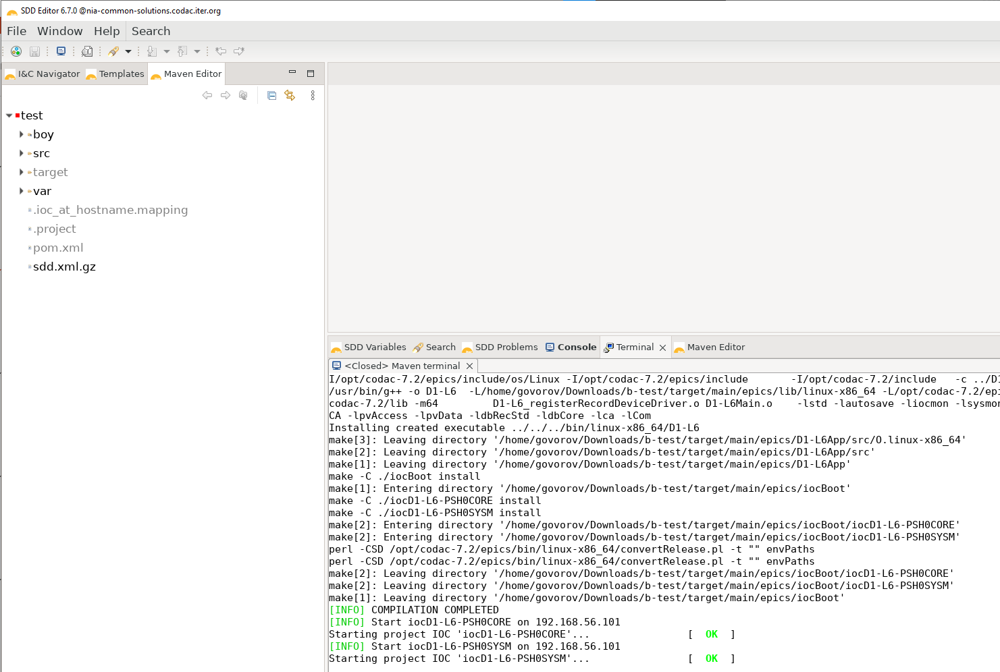 SDD Editor 6.7.0 @nia-common-solutions.codac.iter.org
File Window Help Search
I&C Navigator Templates Maven Editor
test
boy
src
target
var
.ioc_at_hostname.mapping
.project
pom.xml
sdd.xml.gz
SDD Variables Search SDD Problems Console Terminal Maven Editor
<Closed> Maven terminal
I/opt/codac-7.2/epics/include/os/Linux -I/opt/codac-7.2/epics/include       -I/opt/codac-7.2/include   -c ../D1
/usr/bin/g++ -o D1-L6  -L/home/govorov/Downloads/b-test/target/main/epics/lib/linux-x86_64 -L/opt/codac-7.2/epi
codac-7.2/lib -m64         D1-L6_registerRecordDeviceDriver.o D1-L6Main.o    -lstd -lautosave -liocmon -lsysmon
CA -lpvAccess -lpvData -ldbRecStd -ldbCore -lca -lCom
Installing created executable ../../../bin/linux-x86_64/D1-L6
make[3]: Leaving directory '/home/govorov/Downloads/b-test/target/main/epics/D1-L6App/src/O.linux-x86_64'
make[2]: Leaving directory '/home/govorov/Downloads/b-test/target/main/epics/D1-L6App/src'
make[1]: Leaving directory '/home/govorov/Downloads/b-test/target/main/epics/D1-L6App'
make -C ./iocBoot install
make[1]: Entering directory '/home/govorov/Downloads/b-test/target/main/epics/iocBoot'
make -C ./iocD1-L6-PSH0CORE install
make -C ./iocD1-L6-PSH0SYSM install
make[2]: Entering directory '/home/govorov/Downloads/b-test/target/main/epics/iocBoot/iocD1-L6-PSH0CORE'
make[2]: Entering directory '/home/govorov/Downloads/b-test/target/main/epics/iocBoot/iocD1-L6-PSH0SYSM'
perl -CSD /opt/codac-7.2/epics/bin/linux-x86_64/convertRelease.pl -t "" envPaths
perl -CSD /opt/codac-7.2/epics/bin/linux-x86_64/convertRelease.pl -t "" envPaths
make[2]: Leaving directory '/home/govorov/Downloads/b-test/target/main/epics/iocBoot/iocD1-L6-PSH0CORE'
make[2]: Leaving directory '/home/govorov/Downloads/b-test/target/main/epics/iocBoot/iocD1-L6-PSH0SYSM'
make[1]: Leaving directory '/home/govorov/Downloads/b-test/target/main/epics/iocBoot'
[INFO] COMPILATION COMPLETED
[INFO] Start iocD1-L6-PSH0CORE on 192.168.56.101
Starting project IOC 'iocD1-L6-PSH0CORE'...                [  OK  ]
[INFO] Start iocD1-L6-PSH0SYSM on 192.168.56.101
Starting project IOC 'iocD1-L6-PSH0SYSM'...                [  OK  ]